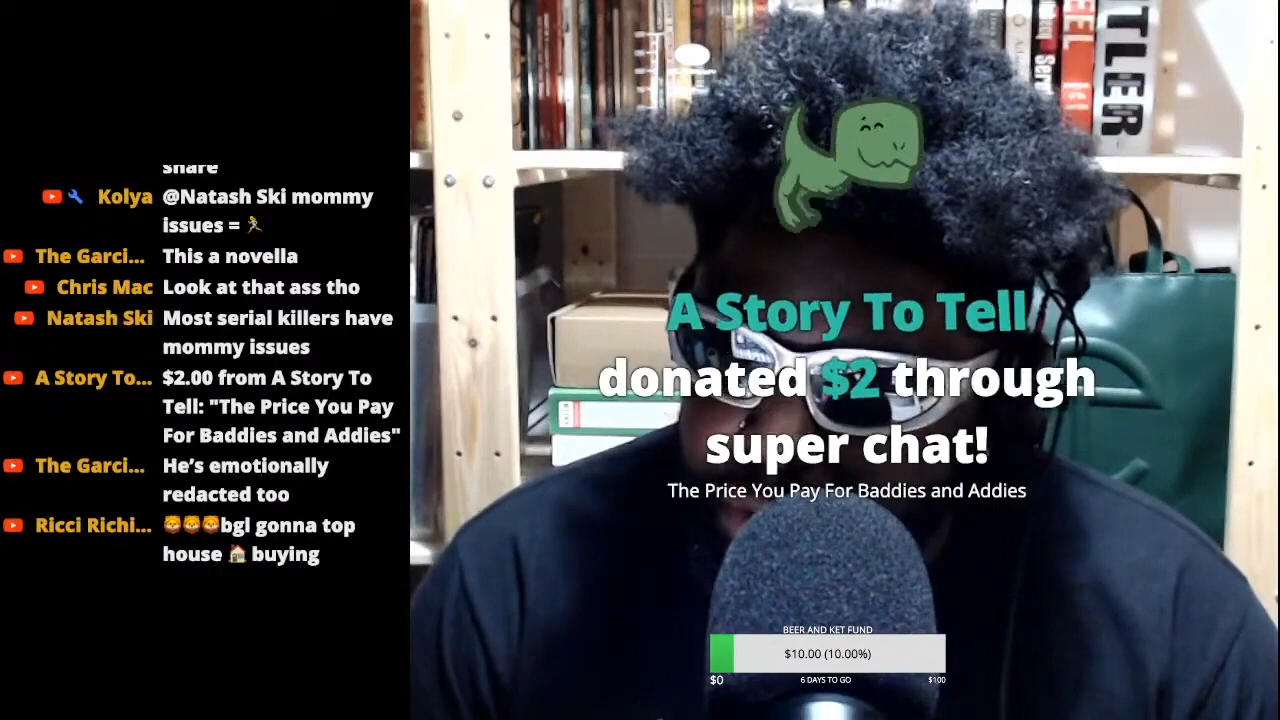 share
Kolya @Natash Ski mommy
issues = 🏃
The Garci... This a novella
Chris Mac Look at that ass tho
Natash Ski Most serial killers have
mommy issues
A Story To... $2.00 from A Story To
Tell: "The Price You Pay
For Baddies and Addies"
The Garci... He's emotionally
redacted too
Ricci Richi... 🦁🦁🦁bgl gonna top
house 🏠 buying
TLER
EEL
Seri
A Story To Tell
donated $2 through
super chat!
The Price You Pay For Baddies and Addies
BEER AND KET FUND
$10.00 (10.00%)
$0 6 DAYS TO GO $100